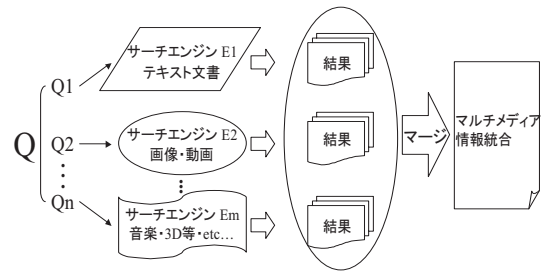 Q
Q1
サーチエンジン E1
テキスト文書
結果
Q2
サーチエンジン E2
画像・動画
結果
マージ
マルチメディア
情報統合
Qn
サーチエンジン Em
音楽・3D等・etc…
結果